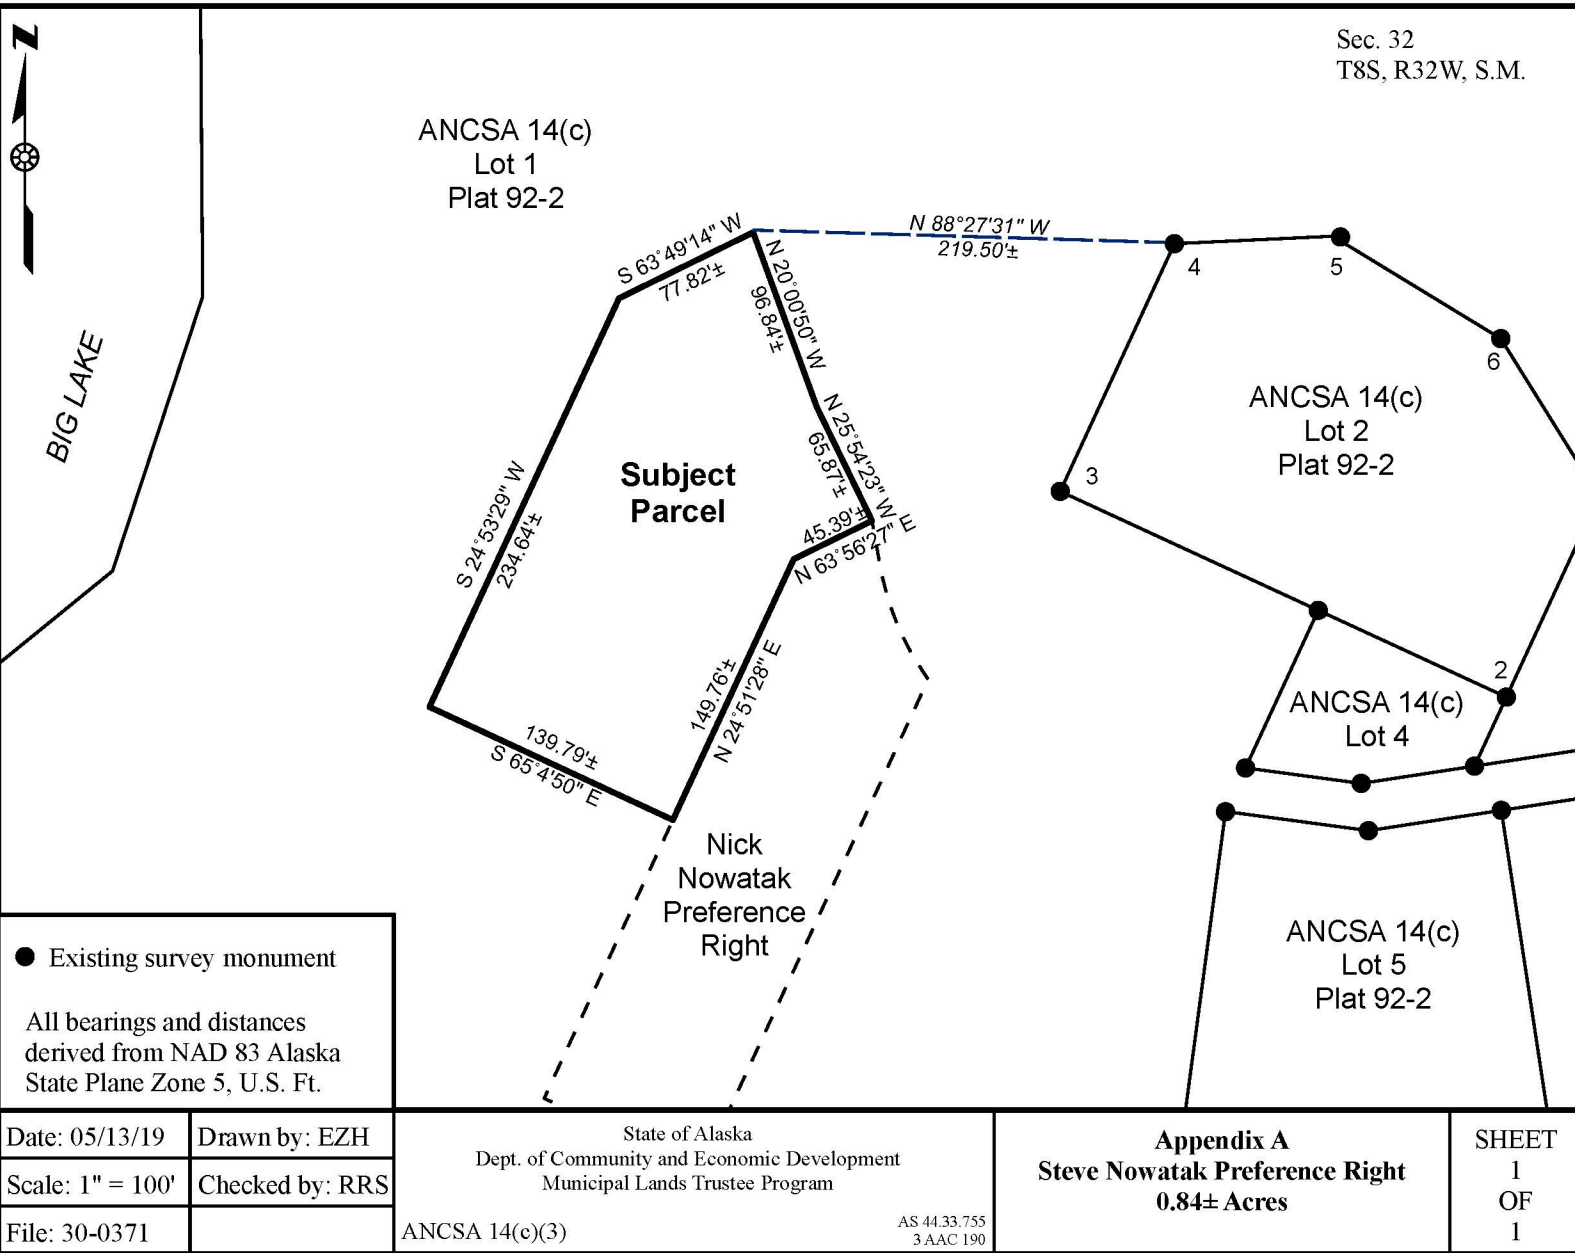 N
Sec. 32
T8S, R32W, S.M.
ANCSA 14(c)
Lot 1
Plat 92-2
BIG LAKE
S 63°49'14" W
77.82'±
N 88°27'31" W
219.50'±
N 20°00'50" W
96.84'±
N 25°54'23" W
65.87'±
45.39'±
N 63°56'27" E
S 24°53'29" W
234.64'±
Subject
Parcel
149.76'±
N 24°51'28" E
139.79'±
S 65°4'50" E
4
5
6
3
2
ANCSA 14(c)
Lot 2
Plat 92-2
ANCSA 14(c)
Lot 4
ANCSA 14(c)
Lot 5
Plat 92-2
Nick
Nowatak
Preference
Right
Existing survey monument
All bearings and distances
derived from NAD 83 Alaska
State Plane Zone 5, U.S. Ft.
Date: 05/13/19
Drawn by: EZH
Scale: 1" = 100'
Checked by: RRS
File: 30-0371
State of Alaska
Dept. of Community and Economic Development
Municipal Lands Trustee Program
ANCSA 14(c)(3)
AS 44.33.755
3 AAC 190
Appendix A
Steve Nowatak Preference Right
0.84± Acres
SHEET
1
OF
1